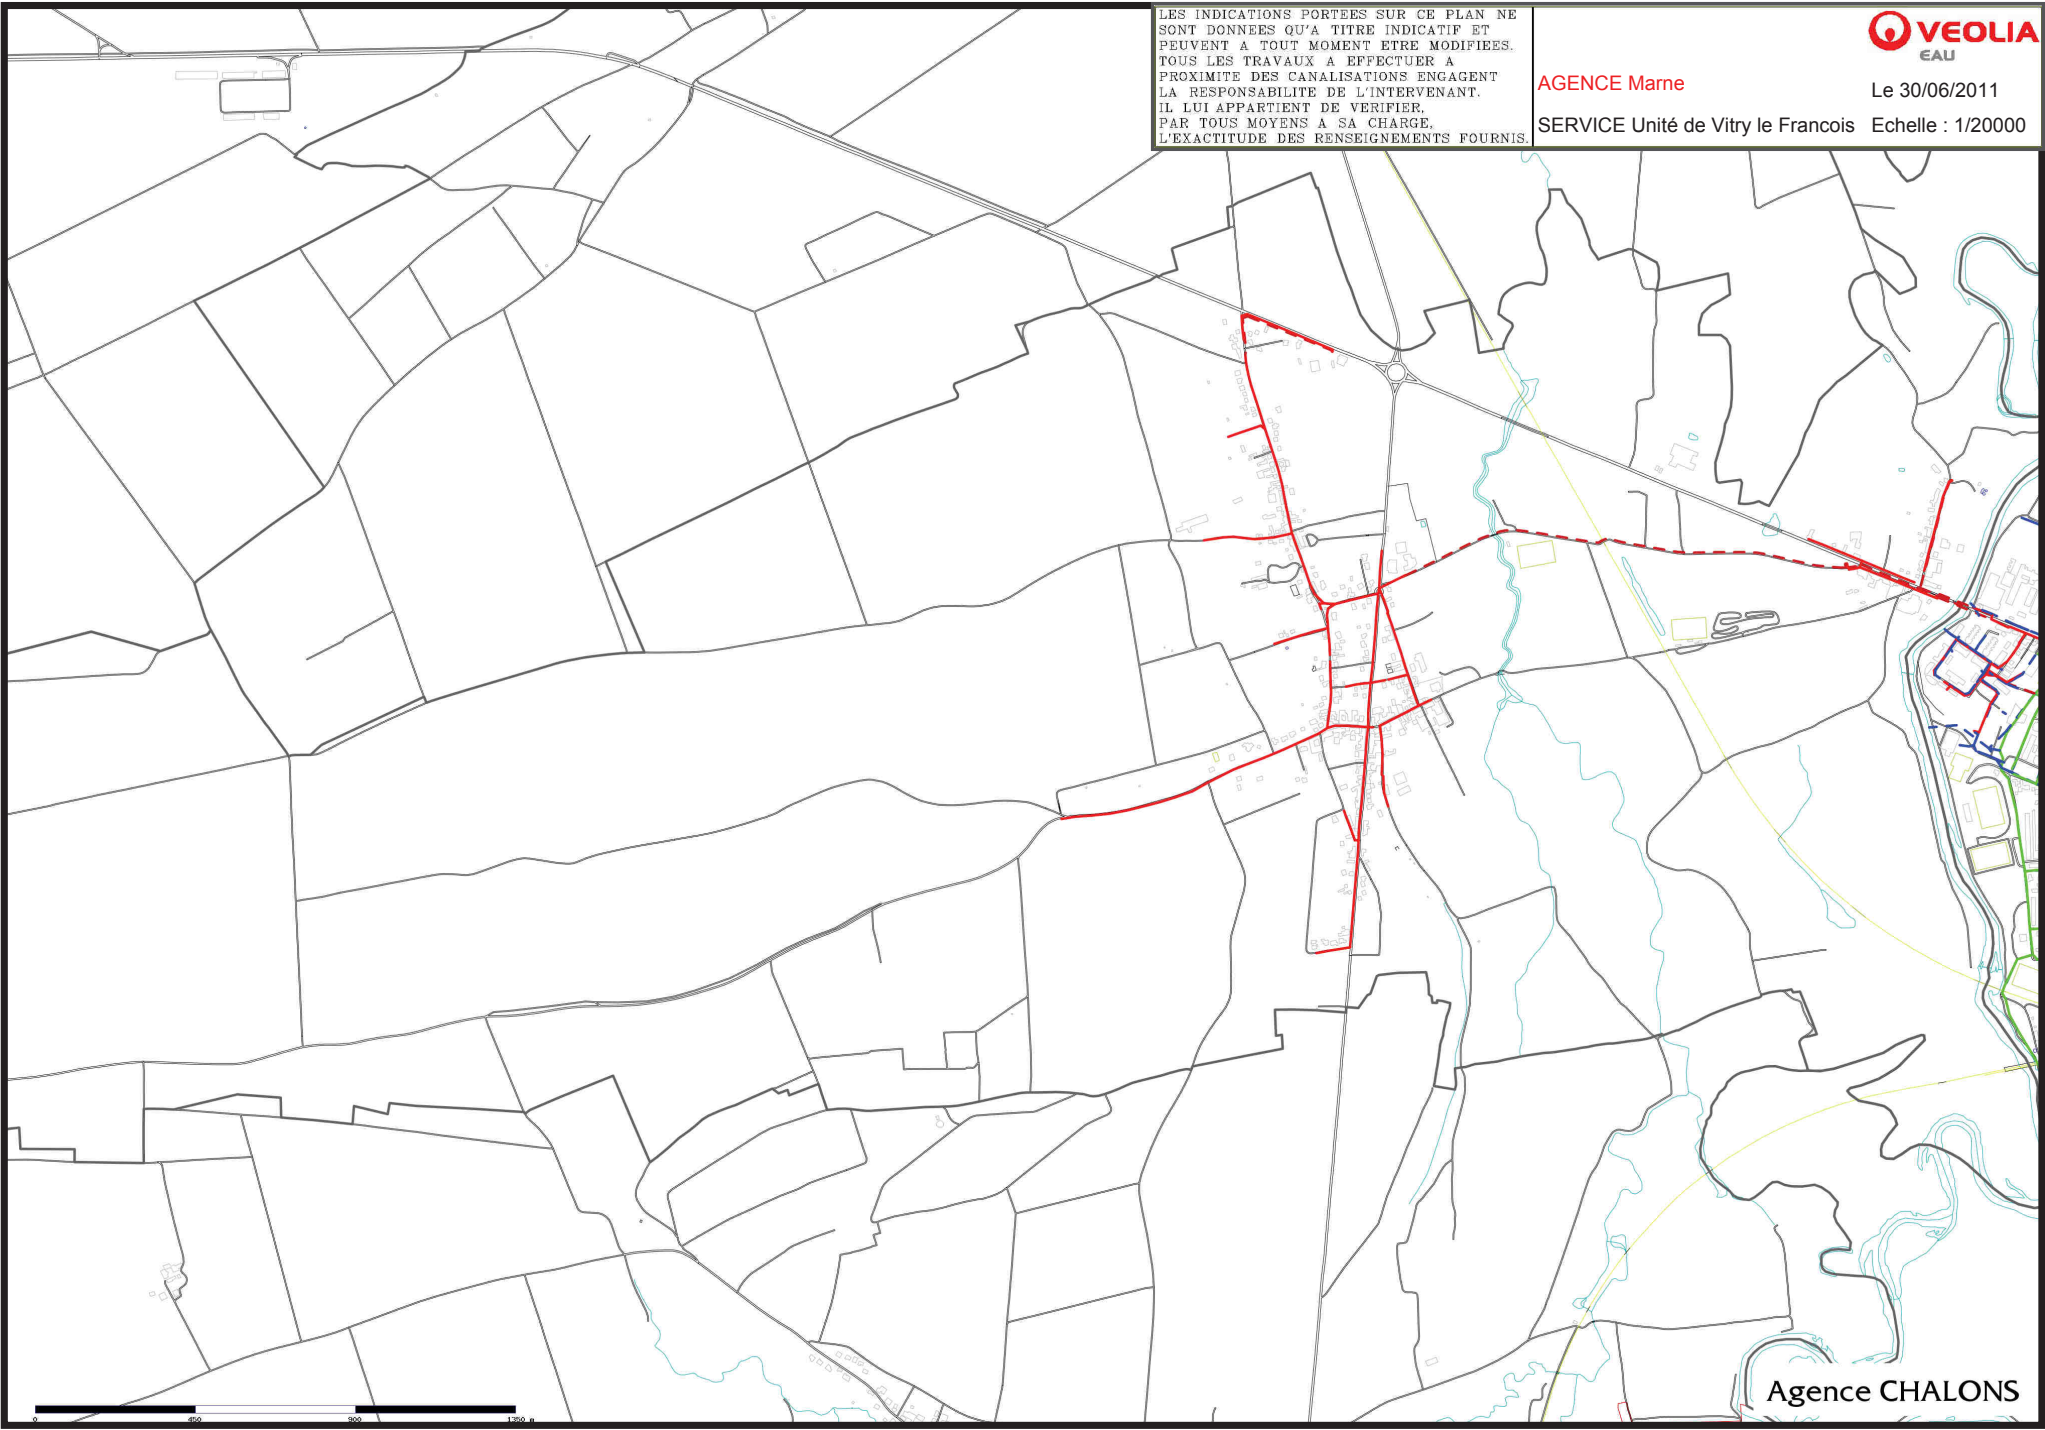 LES INDICATIONS PORTEES SUR CE PLAN NE
SONT DONNEES QU'A TITRE INDICATIF ET
PEUVENT A TOUT MOMENT ETRE MODIFIEES.
TOUS LES TRAVAUX A EFFECTUER A
PROXIMITE DES CANALISATIONS ENGAGENT
LA RESPONSABILITE DE L'INTERVENANT.
IL LUI APPARTIENT DE VERIFIER,
PAR TOUS MOYENS A SA CHARGE,
L'EXACTITUDE DES RENSEIGNEMENTS FOURNIS.
VEOLIA
EAU
AGENCE Marne
Le 30/06/2011
SERVICE Unité de Vitry le Francois
Echelle : 1/20000
Agence CHALONS
0 450 900 1350 m